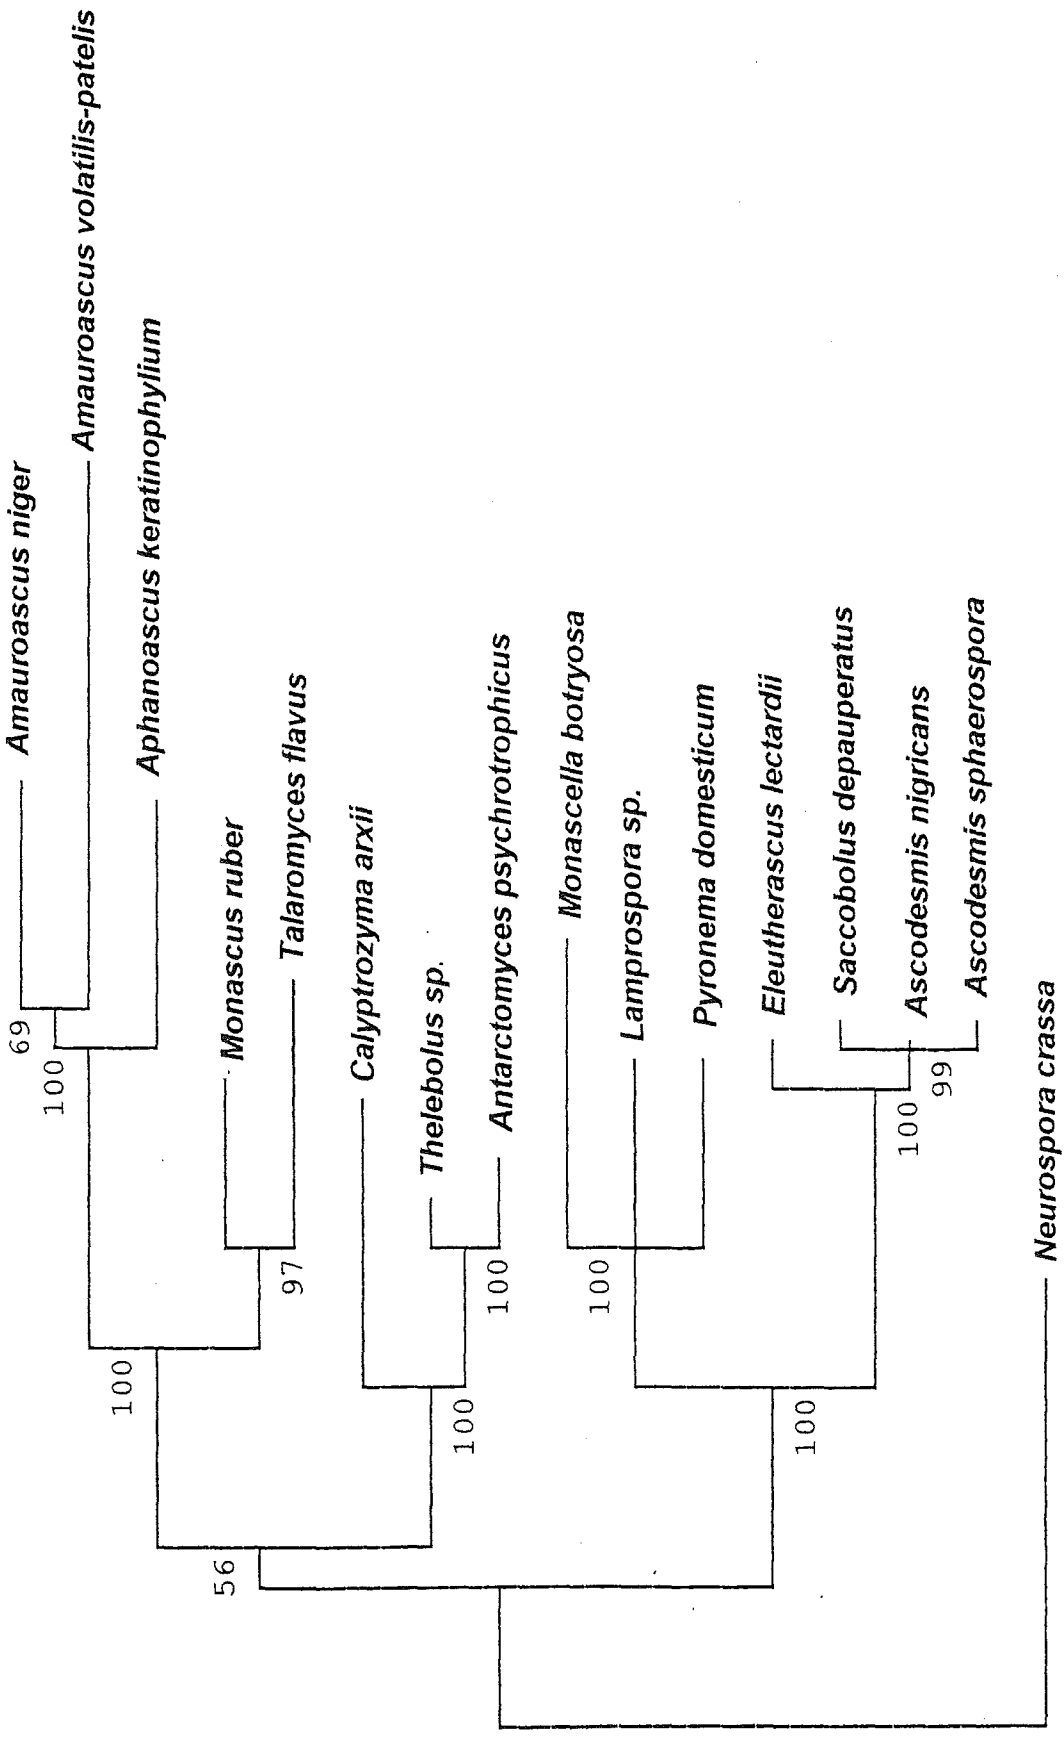 Amauroascus niger
Amauroascus volatilis-patelis
Aphanoascus keratinophylium
Monascus ruber
Talaromyces flavus
Calyptrozyma arxii
Thelebolus sp.
Antarctomyces psychrotrophicus
Monascella botryosa
Lamprospora sp.
Pyronema domesticum
Eleutherascus lectardii
Saccobolus depauperatus
Ascodesmis nigricans
Ascodesmis sphaerospora
Neurospora crassa
69
100
97
100
100
100
56
100
100
99
100